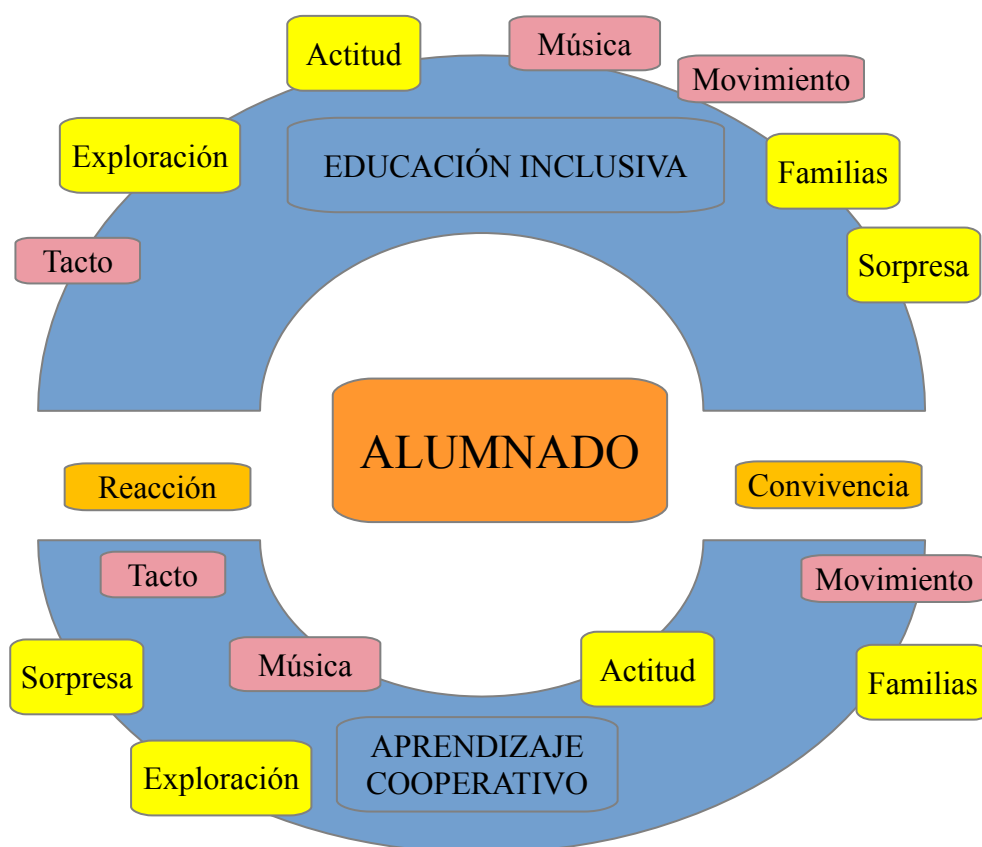 Actitud
Música
Movimiento
Exploración
EDUCACIÓN INCLUSIVA
Familias
Tacto
Sorpresa
ALUMNADO
Reacción
Convivencia
Tacto
Movimiento
Sorpresa
Música
Actitud
Familias
Exploración
APRENDIZAJE
COOPERATIVO